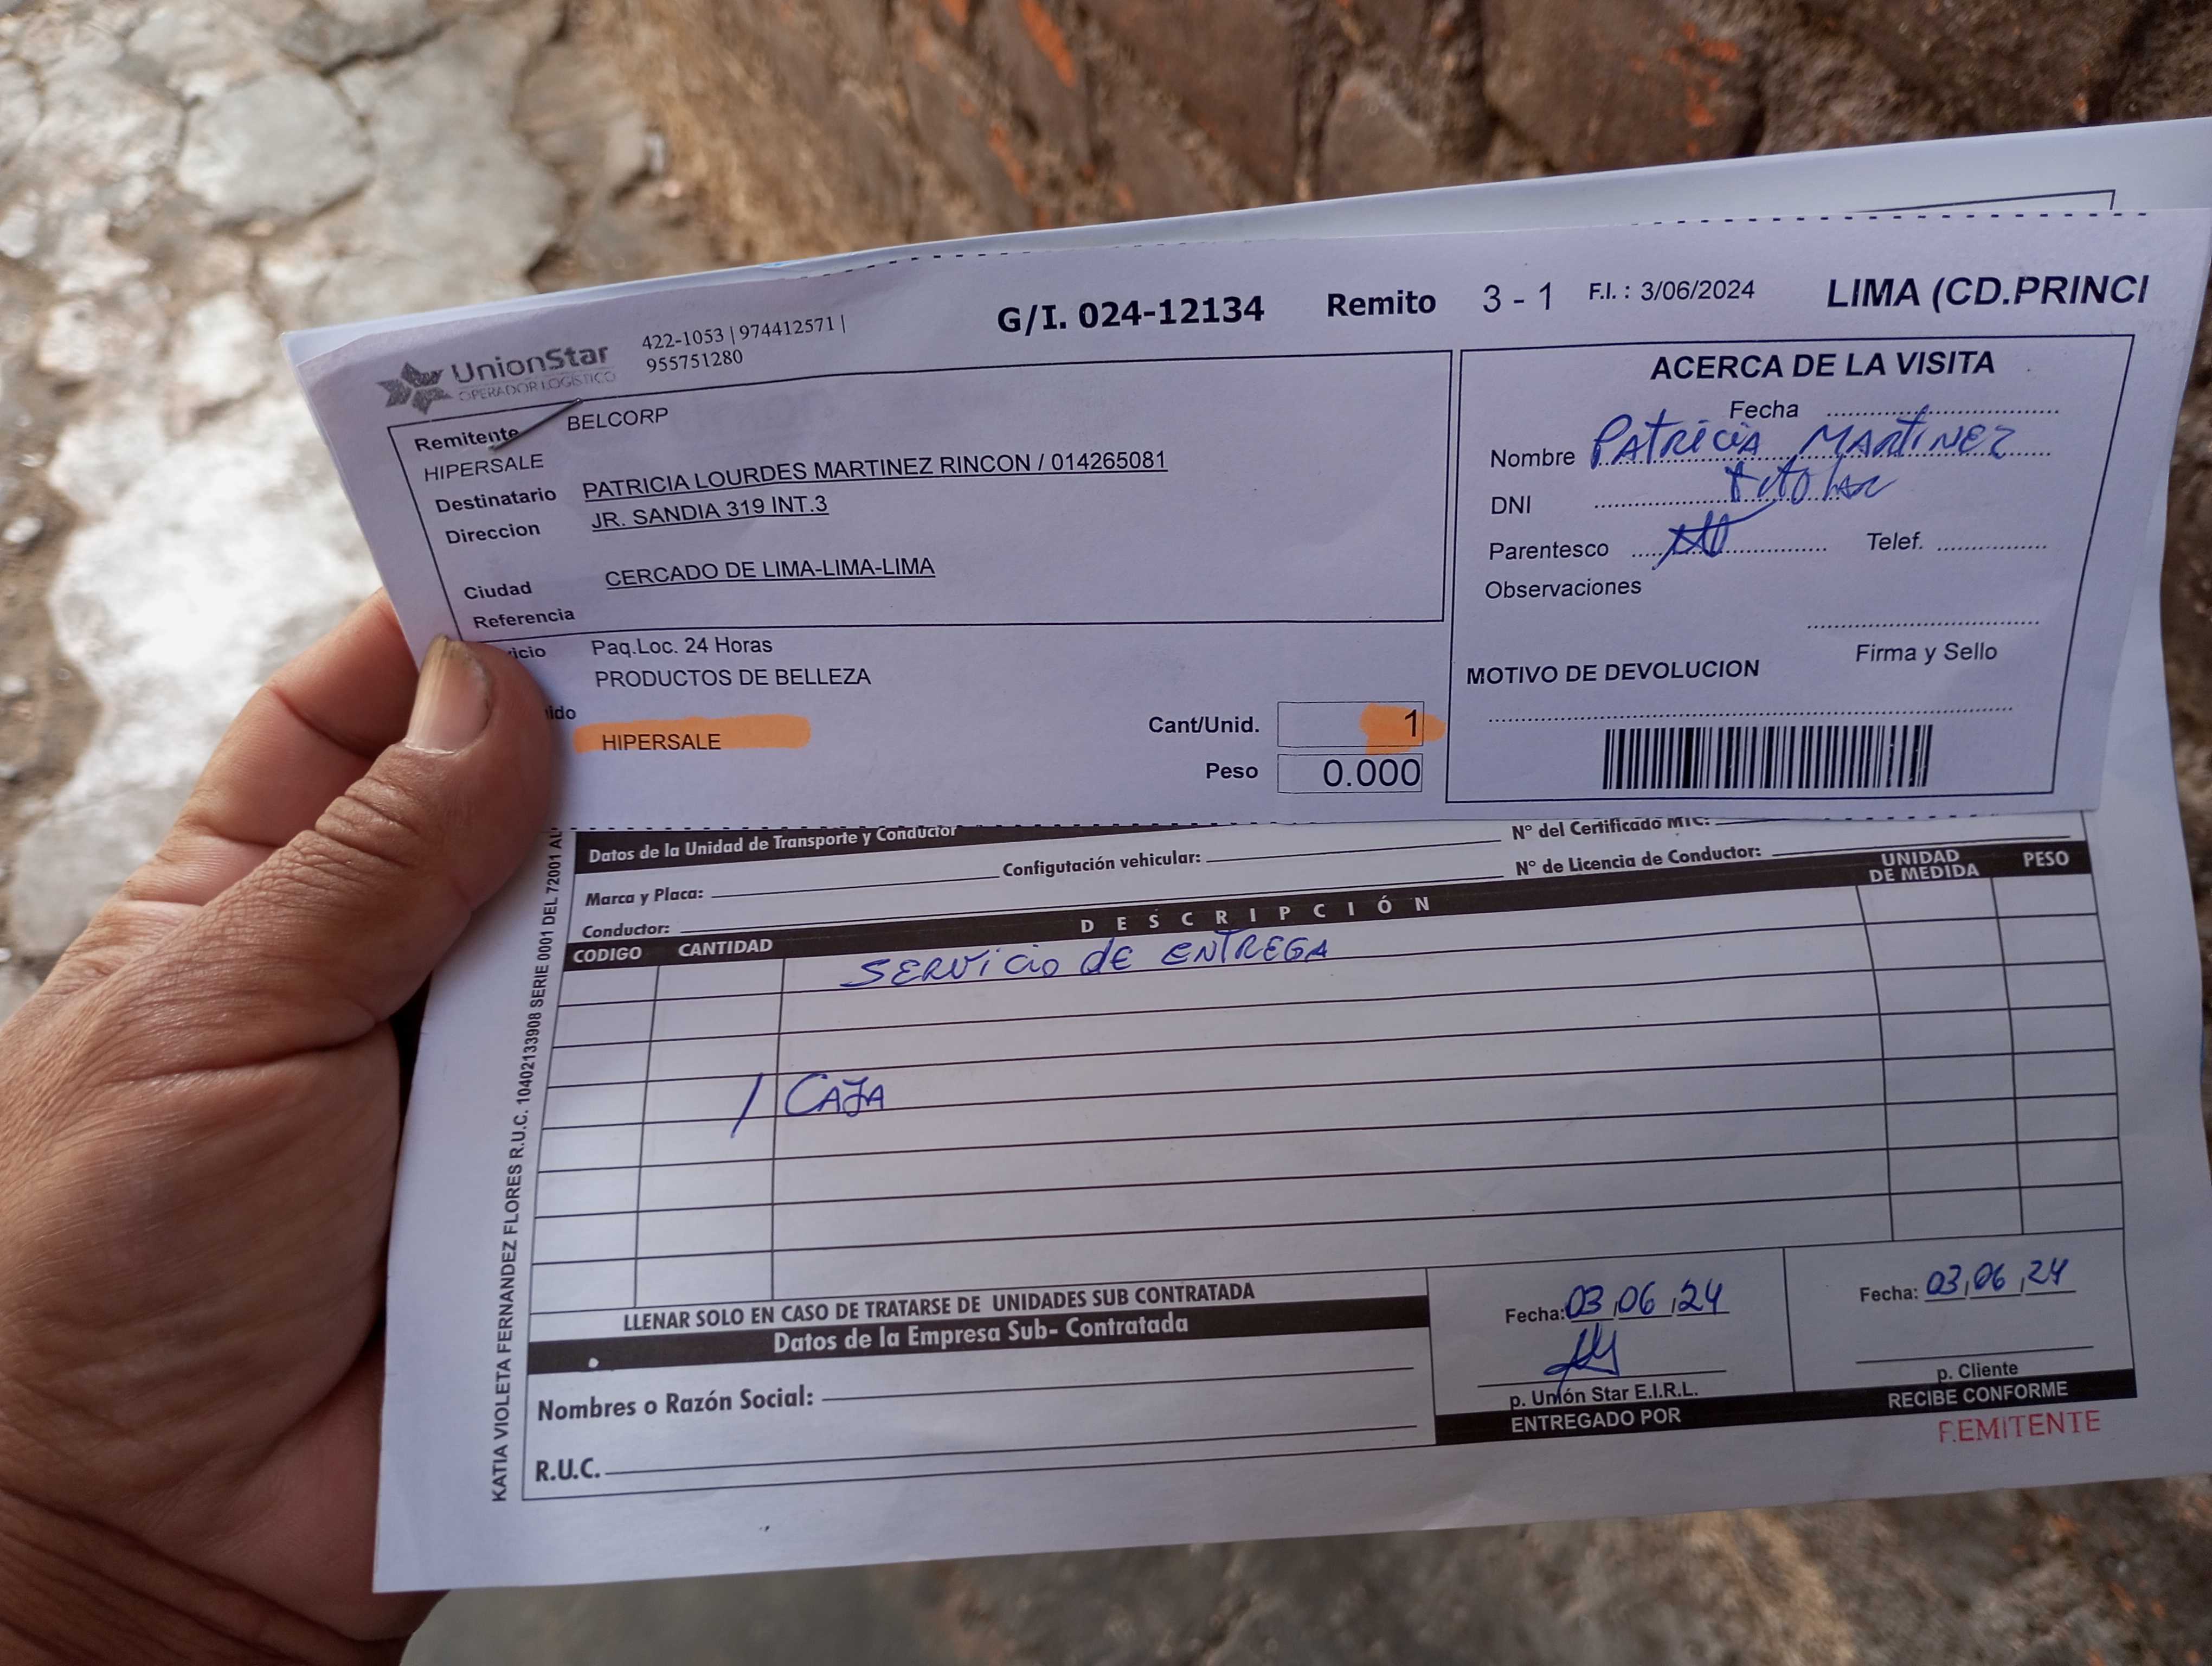 UnionStar
OPERADOR LOGÍSTICO
422-1053 | 974412571 |
955751280
G/I. 024-12134 Remito 3 - 1 F.I. : 3/06/2024 LIMA (CD.PRINCI
Remitente BELCORP
HIPERSALE
Destinatario PATRICIA LOURDES MARTINEZ RINCON / 014265081
Direccion JR. SANDIA 319 INT.3
Ciudad CERCADO DE LIMA-LIMA-LIMA
Referencia
icio Paq.Loc. 24 Horas
PRODUCTOS DE BELLEZA
ido
HIPERSALE
Cant/Unid. 1
Peso 0.000
ACERCA DE LA VISITA
Fecha
Nombre PATRICIA MARTINEZ
DNI titular
Parentesco Telef.
Observaciones
Firma y Sello
MOTIVO DE DEVOLUCION
Datos de la Unidad de Transporte y Conductor
Marca y Placa: Configutación vehicular: N° del Certificado MTC:
Conductor: N° de Licencia de Conductor:
CODIGO CANTIDAD DESCRIPCIÓN UNIDAD DE MEDIDA PESO
SERVICIO DE ENTREGA
1 CAJA
LLENAR SOLO EN CASO DE TRATARSE DE UNIDADES SUB CONTRATADA
Datos de la Empresa Sub- Contratada
Nombres o Razón Social:
R.U.C.
Fecha: 03,06,24
p. Unión Star E.I.R.L.
ENTREGADO POR
Fecha: 03,06,24
p. Cliente
RECIBE CONFORME
REMITENTE
KATIA VIOLETA FERNANDEZ FLORES R.U.C. 10402133908 SERIE 0001 DEL 72001 AL